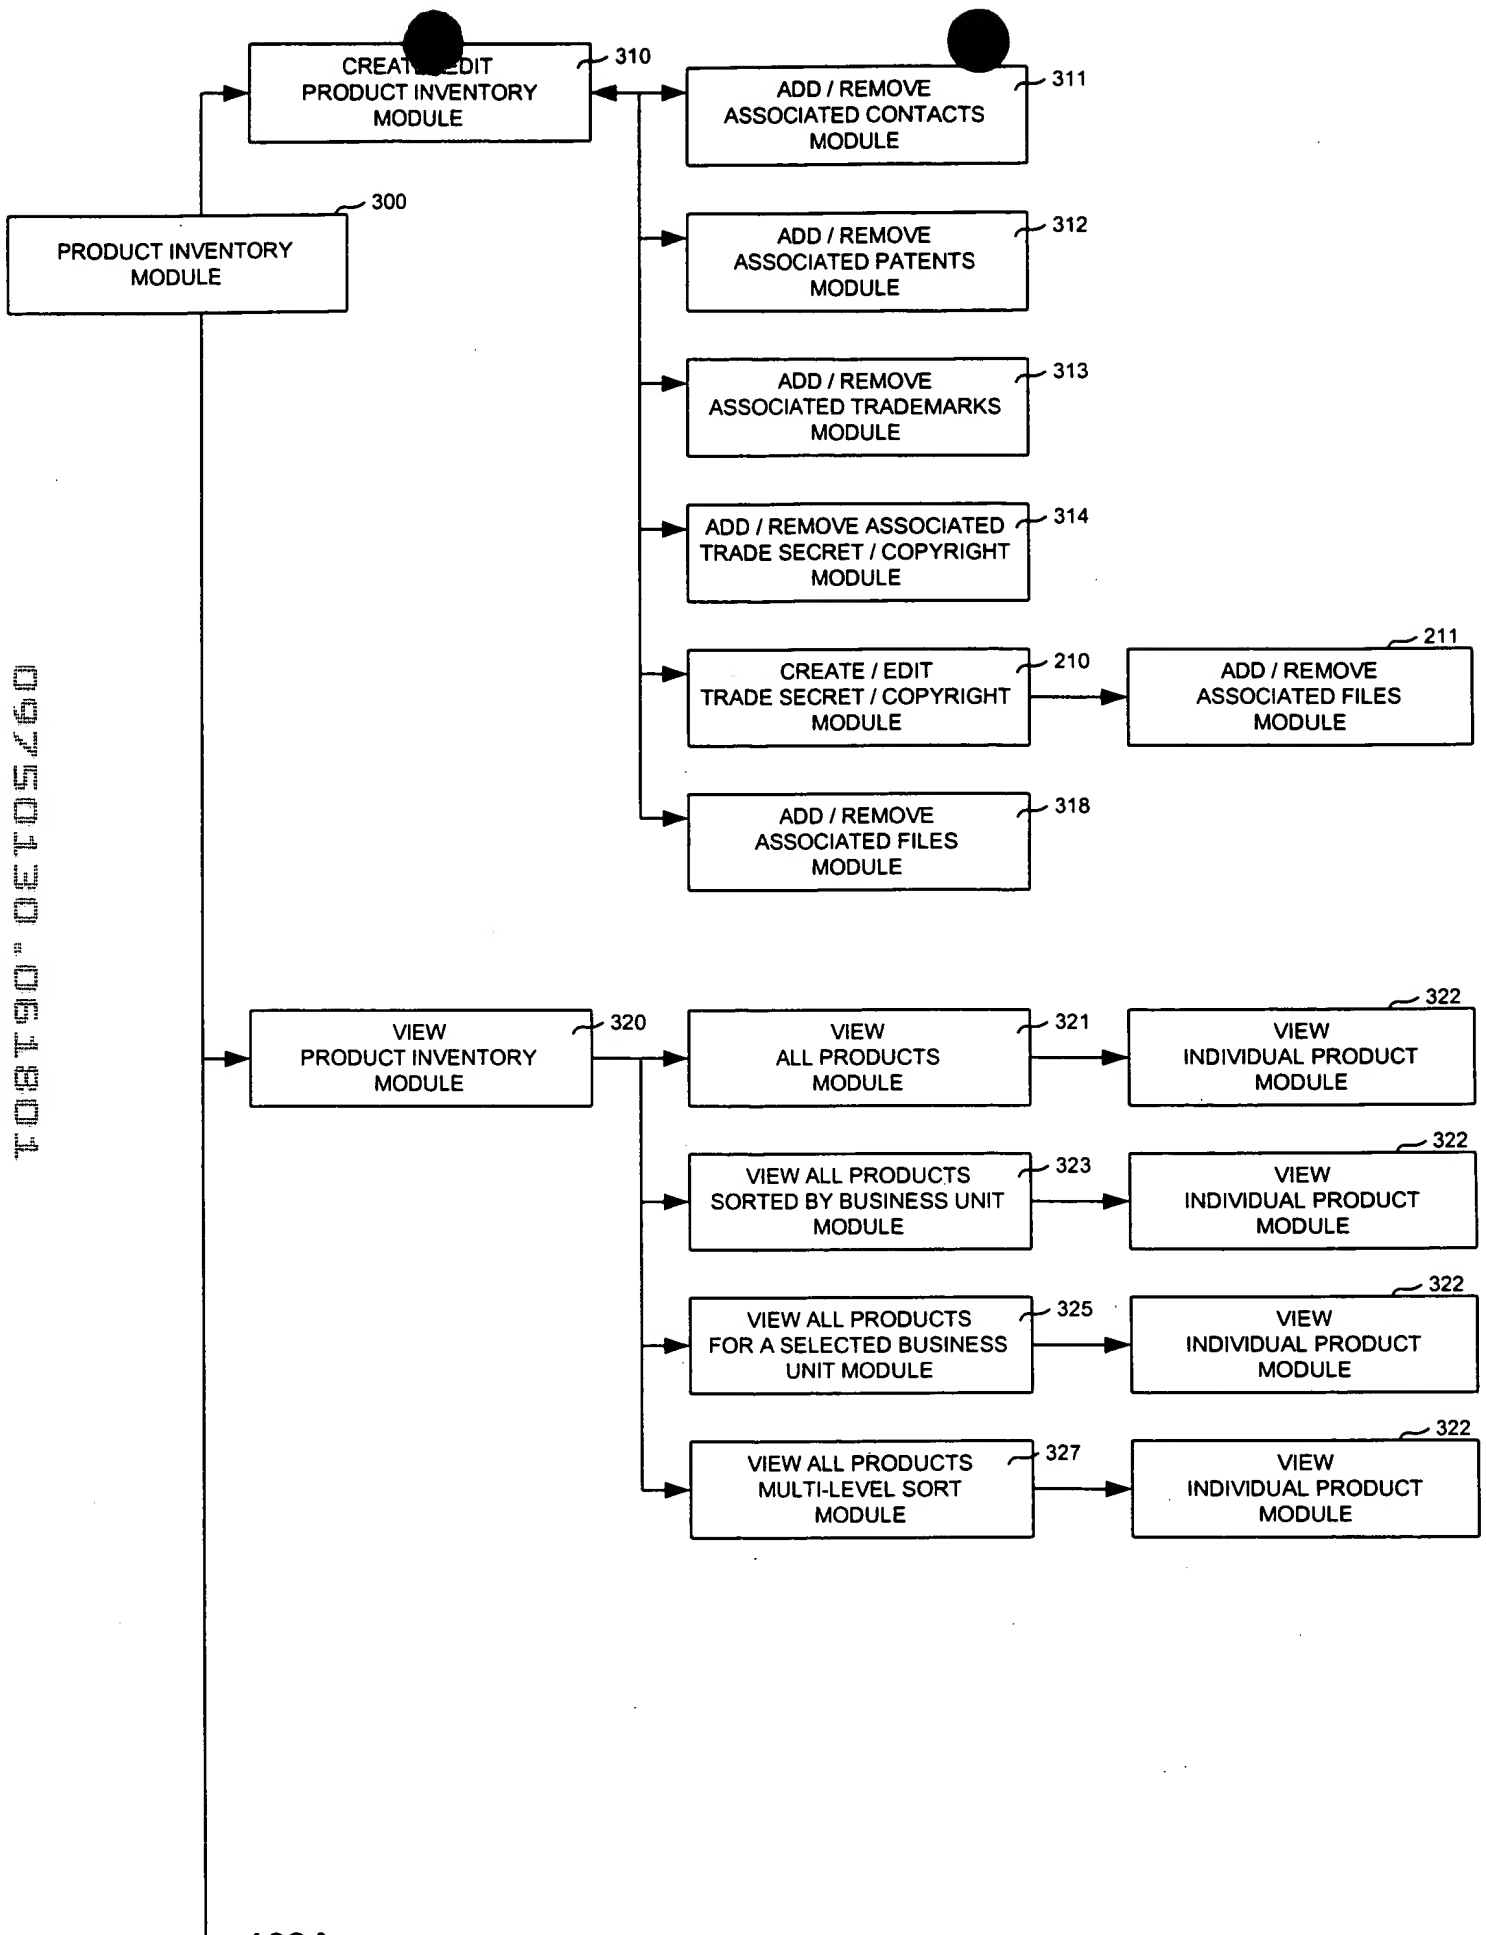 CREATE / EDIT
PRODUCT INVENTORY
MODULE
310
ADD / REMOVE
ASSOCIATED CONTACTS
MODULE
311
300
PRODUCT INVENTORY
MODULE
ADD / REMOVE
ASSOCIATED PATENTS
MODULE
312
ADD / REMOVE
ASSOCIATED TRADEMARKS
MODULE
313
ADD / REMOVE ASSOCIATED
TRADE SECRET / COPYRIGHT
MODULE
314
CREATE / EDIT
TRADE SECRET / COPYRIGHT
MODULE
210
211
ADD / REMOVE
ASSOCIATED FILES
MODULE
ADD / REMOVE
ASSOCIATED FILES
MODULE
318
09750130.061801
VIEW
PRODUCT INVENTORY
MODULE
320
VIEW
ALL PRODUCTS
MODULE
321
322
VIEW
INDIVIDUAL PRODUCT
MODULE
VIEW ALL PRODUCTS
SORTED BY BUSINESS UNIT
MODULE
323
322
VIEW
INDIVIDUAL PRODUCT
MODULE
VIEW ALL PRODUCTS
FOR A SELECTED BUSINESS
UNIT MODULE
325
322
VIEW
INDIVIDUAL PRODUCT
MODULE
VIEW ALL PRODUCTS
MULTI-LEVEL SORT
MODULE
327
322
VIEW
INDIVIDUAL PRODUCT
MODULE